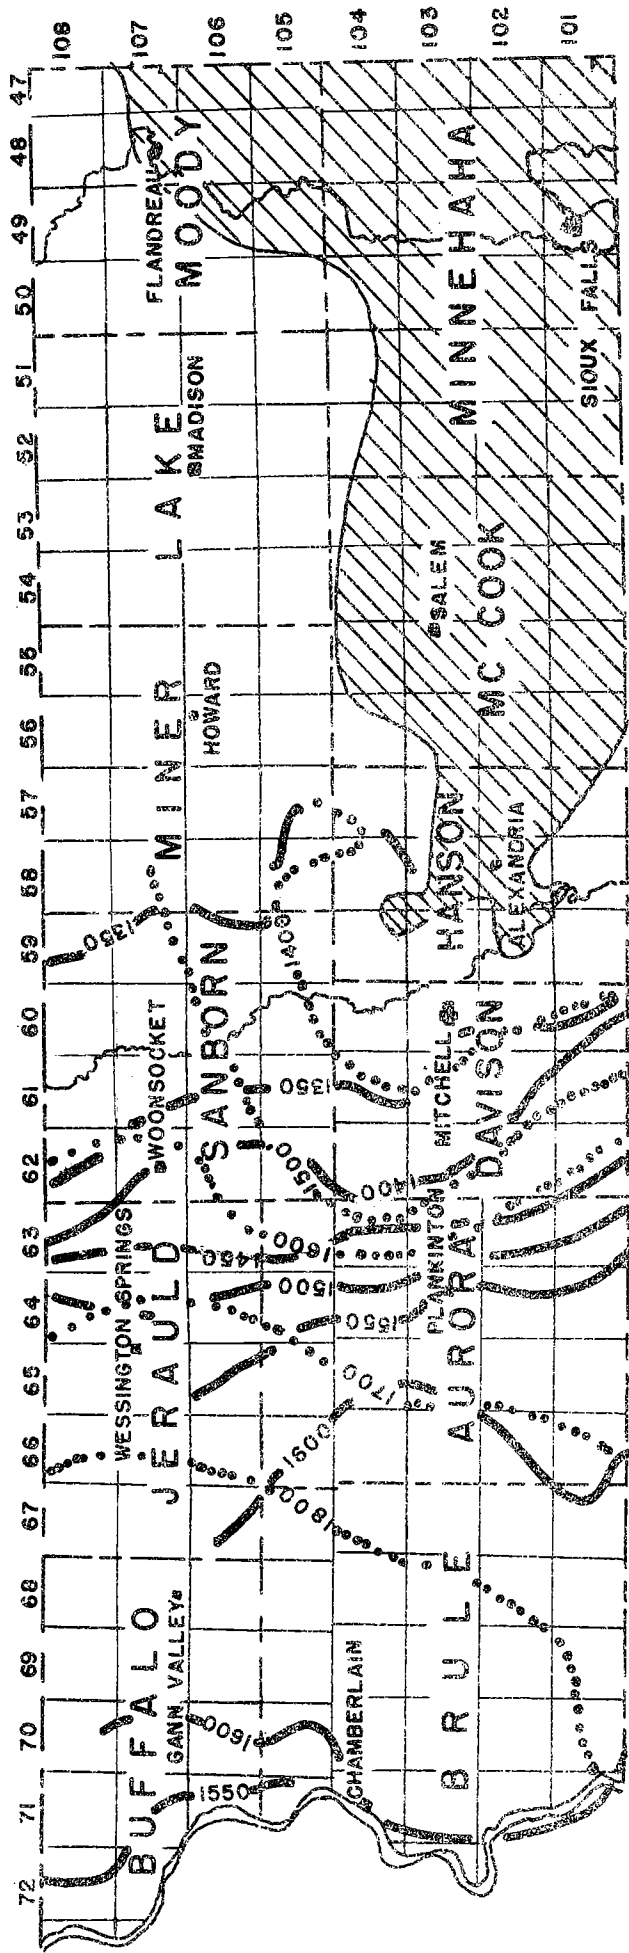 72 71 70 69 68 67 66 65 64 63 62 61 60 59 58 57 56 55 54 53 52 51 50 49 48 47
108
107
106
105
104
103
102
101
BUFFALO
GANN VALLEY
JERAULD
WESSINGTON SPRINGS
WOONSOCKET
SANBORN
MINER
HOWARD
LAKE
MADISON
MOODY
FLANDREAU
CHAMBERLAIN
BRULE
AURORA
PLANKINTON
DAVISON
MITCHELL
HANSON
ALEXANDRIA
MC COOK
SALEM
MINNEHAHA
SIOUX FALLS
1350
1400
1350
1500
1400
1600
1450
1500
1550
1700
1600
1800
1600
1550